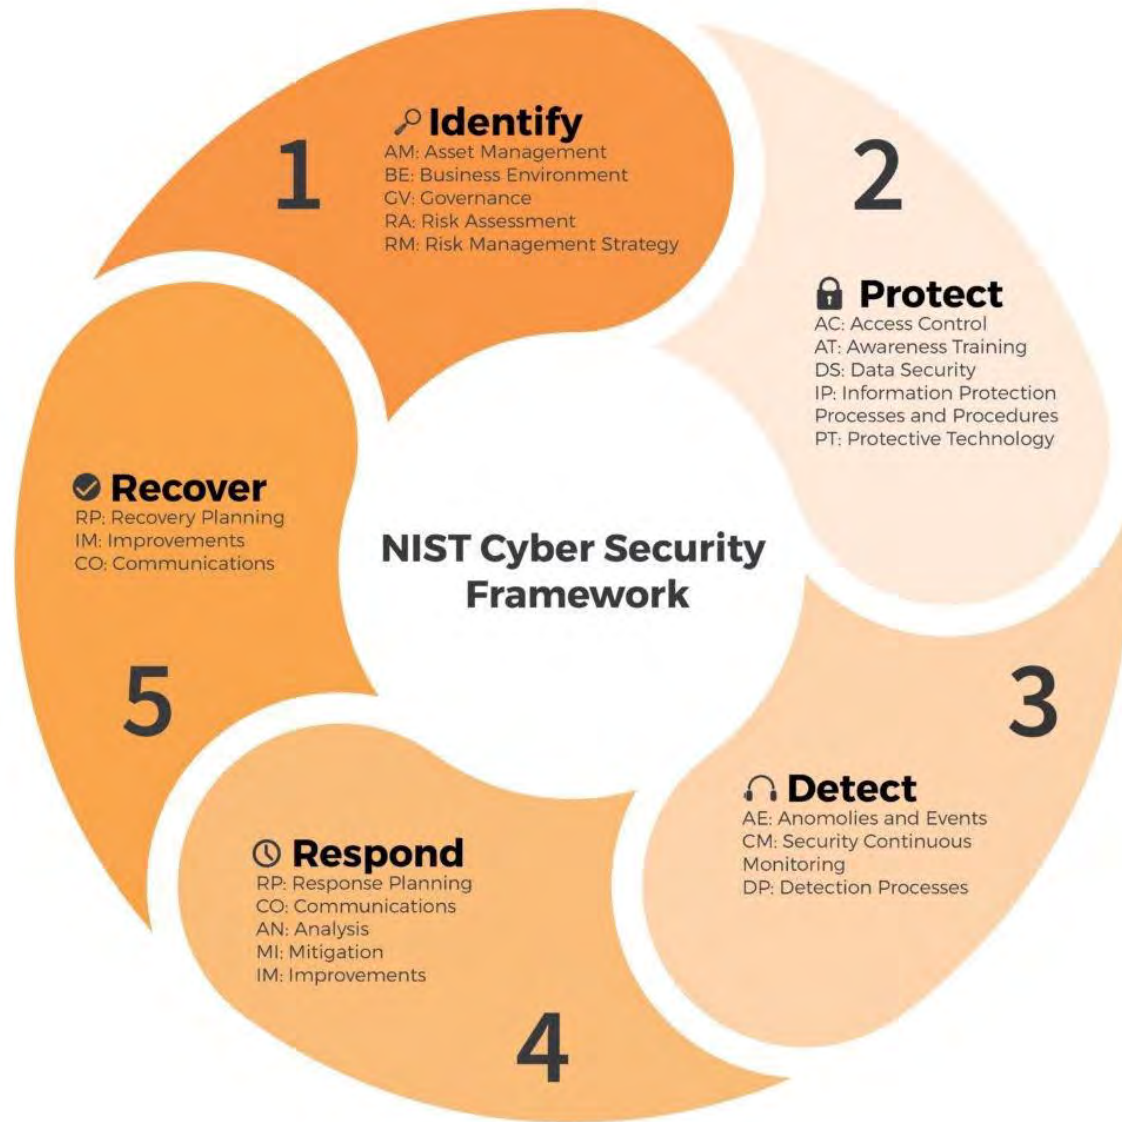 1
Identify
AM: Asset Management
BE: Business Environment
GV: Governance
RA: Risk Assessment
RM: Risk Management Strategy
2
Protect
AC: Access Control
AT: Awareness Training
DS: Data Security
IP: Information Protection
Processes and Procedures
PT: Protective Technology
NIST Cyber Security
Framework
3
Detect
AE: Anomolies and Events
CM: Security Continuous
Monitoring
DP: Detection Processes
Respond
RP: Response Planning
CO: Communications
AN: Analysis
MI: Mitigation
IM: Improvements
4
Recover
RP: Recovery Planning
IM: Improvements
CO: Communications
5